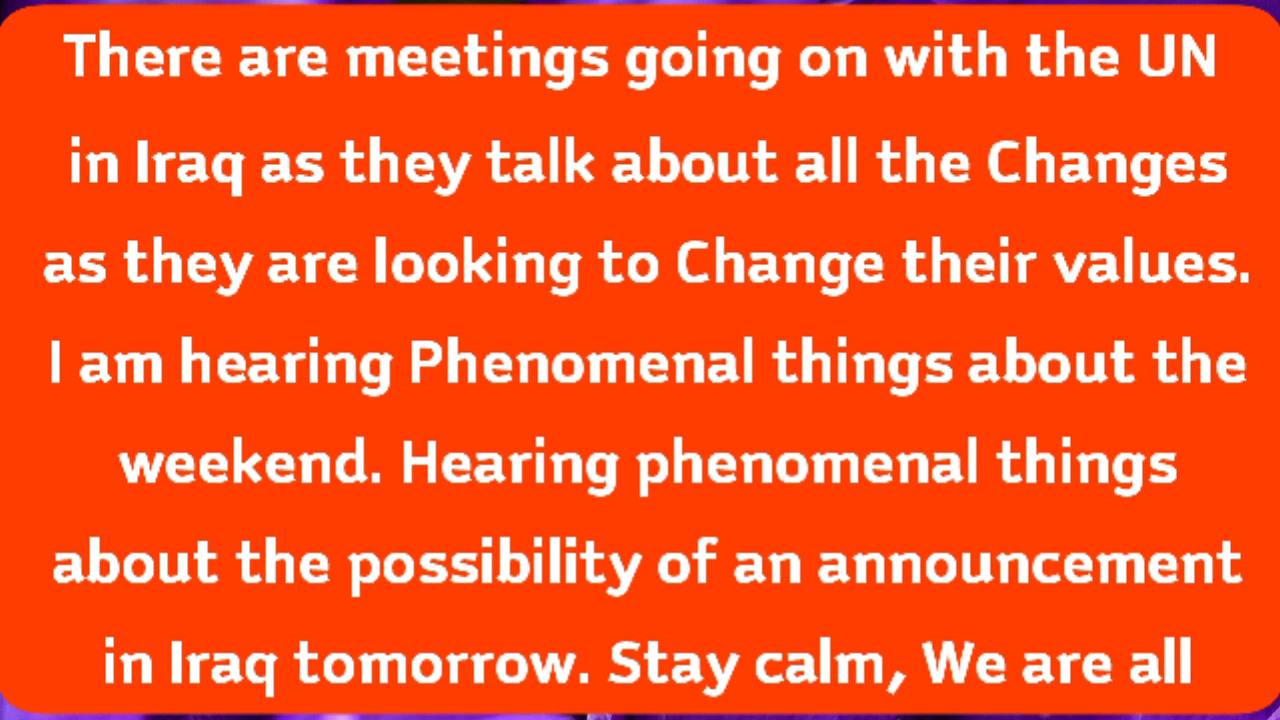 There are meetings going on with the UN
in Iraq as they talk about all the Changes
as they are looking to Change their values.
I am hearing Phenomenal things about the
weekend. Hearing phenomenal things
about the possibility of an announcement
in Iraq tomorrow. Stay calm, We are all